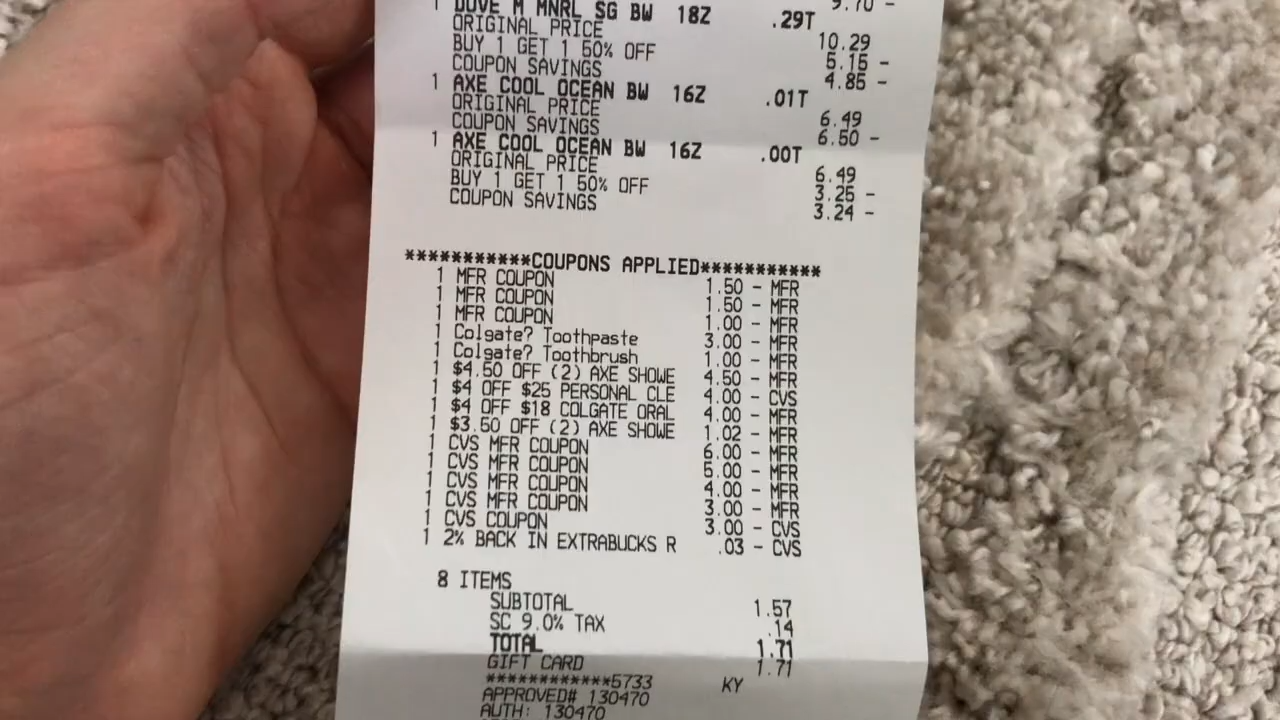 9.70 -
1 DOVE M MNRL SG BW 18Z .29T
ORIGINAL PRICE 10.29
BUY 1 GET 1 50% OFF 5.15 -
COUPON SAVINGS 4.85 -
1 AXE COOL OCEAN BW 16Z .01T
ORIGINAL PRICE 6.49
COUPON SAVINGS 6.50 -
1 AXE COOL OCEAN BW 16Z .00T
ORIGINAL PRICE 6.49
BUY 1 GET 1 50% OFF 3.25 -
COUPON SAVINGS 3.24 -
***********COUPONS APPLIED***********
1 MFR COUPON 1.50 - MFR
1 MFR COUPON 1.50 - MFR
1 MFR COUPON 1.00 - MFR
1 Colgate? Toothpaste 3.00 - MFR
1 Colgate? Toothbrush 1.00 - MFR
1 $4.50 OFF (2) AXE SHOWE 4.50 - MFR
1 $4 OFF $25 PERSONAL CLE 4.00 - CVS
1 $4 OFF $18 COLGATE ORAL 4.00 - MFR
1 $3.50 OFF (2) AXE SHOWE 1.02 - MFR
1 CVS MFR COUPON 6.00 - MFR
1 CVS MFR COUPON 5.00 - MFR
1 CVS MFR COUPON 4.00 - MFR
1 CVS MFR COUPON 3.00 - MFR
1 CVS COUPON 3.00 - CVS
1 2% BACK IN EXTRABUCKS R .03 - CVS
8 ITEMS
SUBTOTAL 1.57
SC 9.0% TAX .14
TOTAL 1.71
GIFT CARD 1.71
************5733 KY
APPROVED# 130470
AUTH: 130470